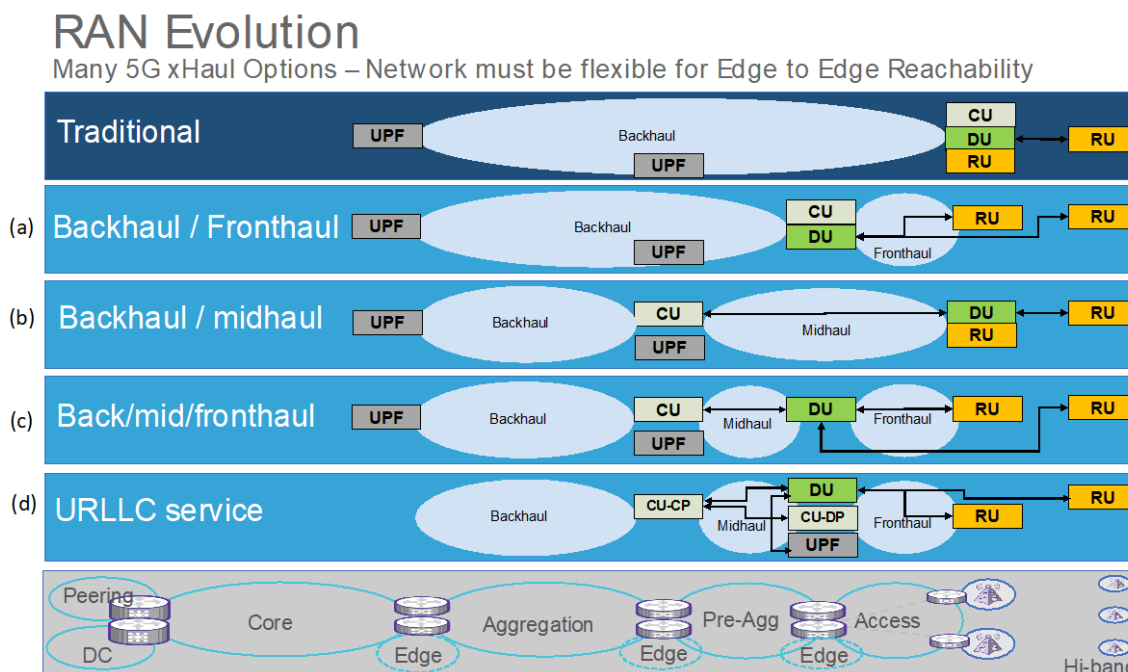 RAN Evolution
Many 5G xHaul Options – Network must be flexible for Edge to Edge Reachability
Traditional
UPF
Backhaul
UPF
CU
DU
RU
RU
(a)
Backhaul / Fronthaul
UPF
Backhaul
UPF
CU
DU
Fronthaul
RU
RU
(b)
Backhaul / midhaul
UPF
Backhaul
CU
UPF
Midhaul
DU
RU
RU
(c)
Back/mid/fronthaul
UPF
Backhaul
CU
UPF
Midhaul
DU
Fronthaul
RU
RU
(d)
URLLC service
Backhaul
CU-CP
Midhaul
DU
CU-DP
UPF
Fronthaul
RU
RU
Peering
DC
Core
Edge
Aggregation
Edge
Pre-Agg
Edge
Access
Hi-band